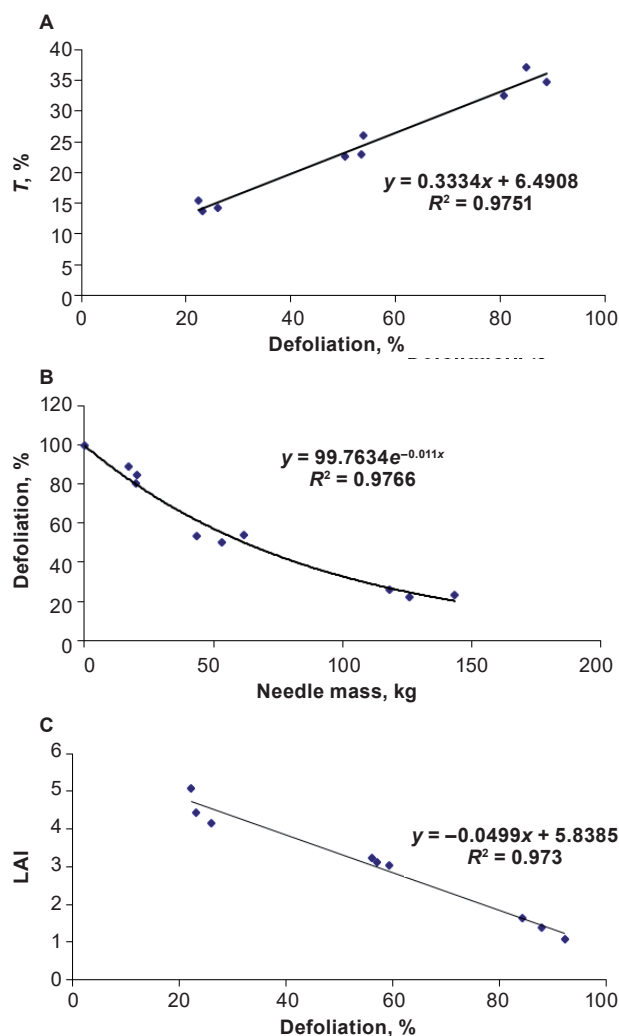 A
40
35
30
25
20
15
10
5
0
T, %
y = 0.3334x + 6.4908
R² = 0.9751
0 20 40 60 80 100
Defoliation, %
B
120
100
80
60
40
20
0
Defoliation, %
y = 99.7634e⁻⁰·⁰¹¹ˣ
R² = 0.9766
0 50 100 150 200
Needle mass, kg
C
6
5
4
3
2
1
0
LAI
y = –0.0499x + 5.8385
R² = 0.973
0 20 40 60 80 100
Defoliation, %